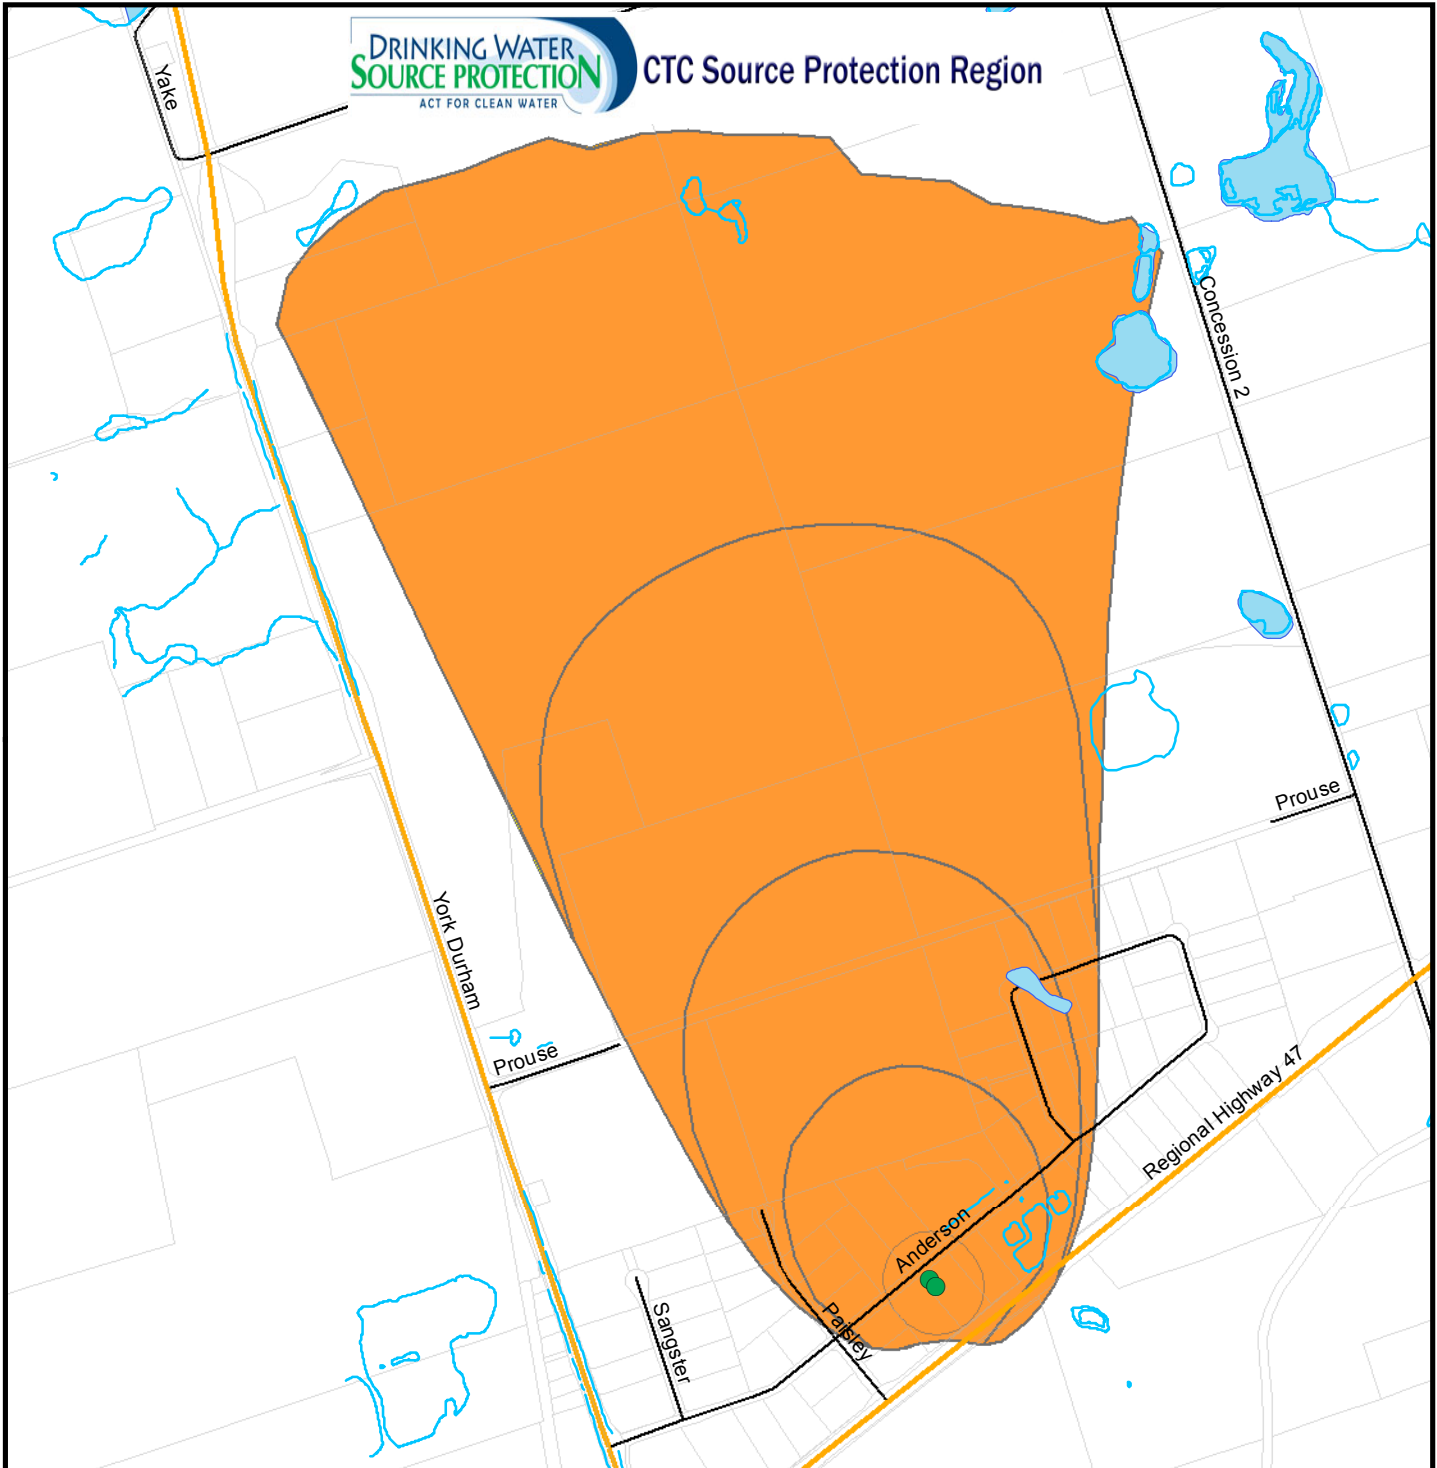 DRINKING WATER
SOURCE PROTECTION
ACT FOR CLEAN WATER
CTC Source Protection Region
Yake
Concession 2
Prouse
York Durham
Prouse
Regional Highway 47
Anderson
Paisley
Sangster